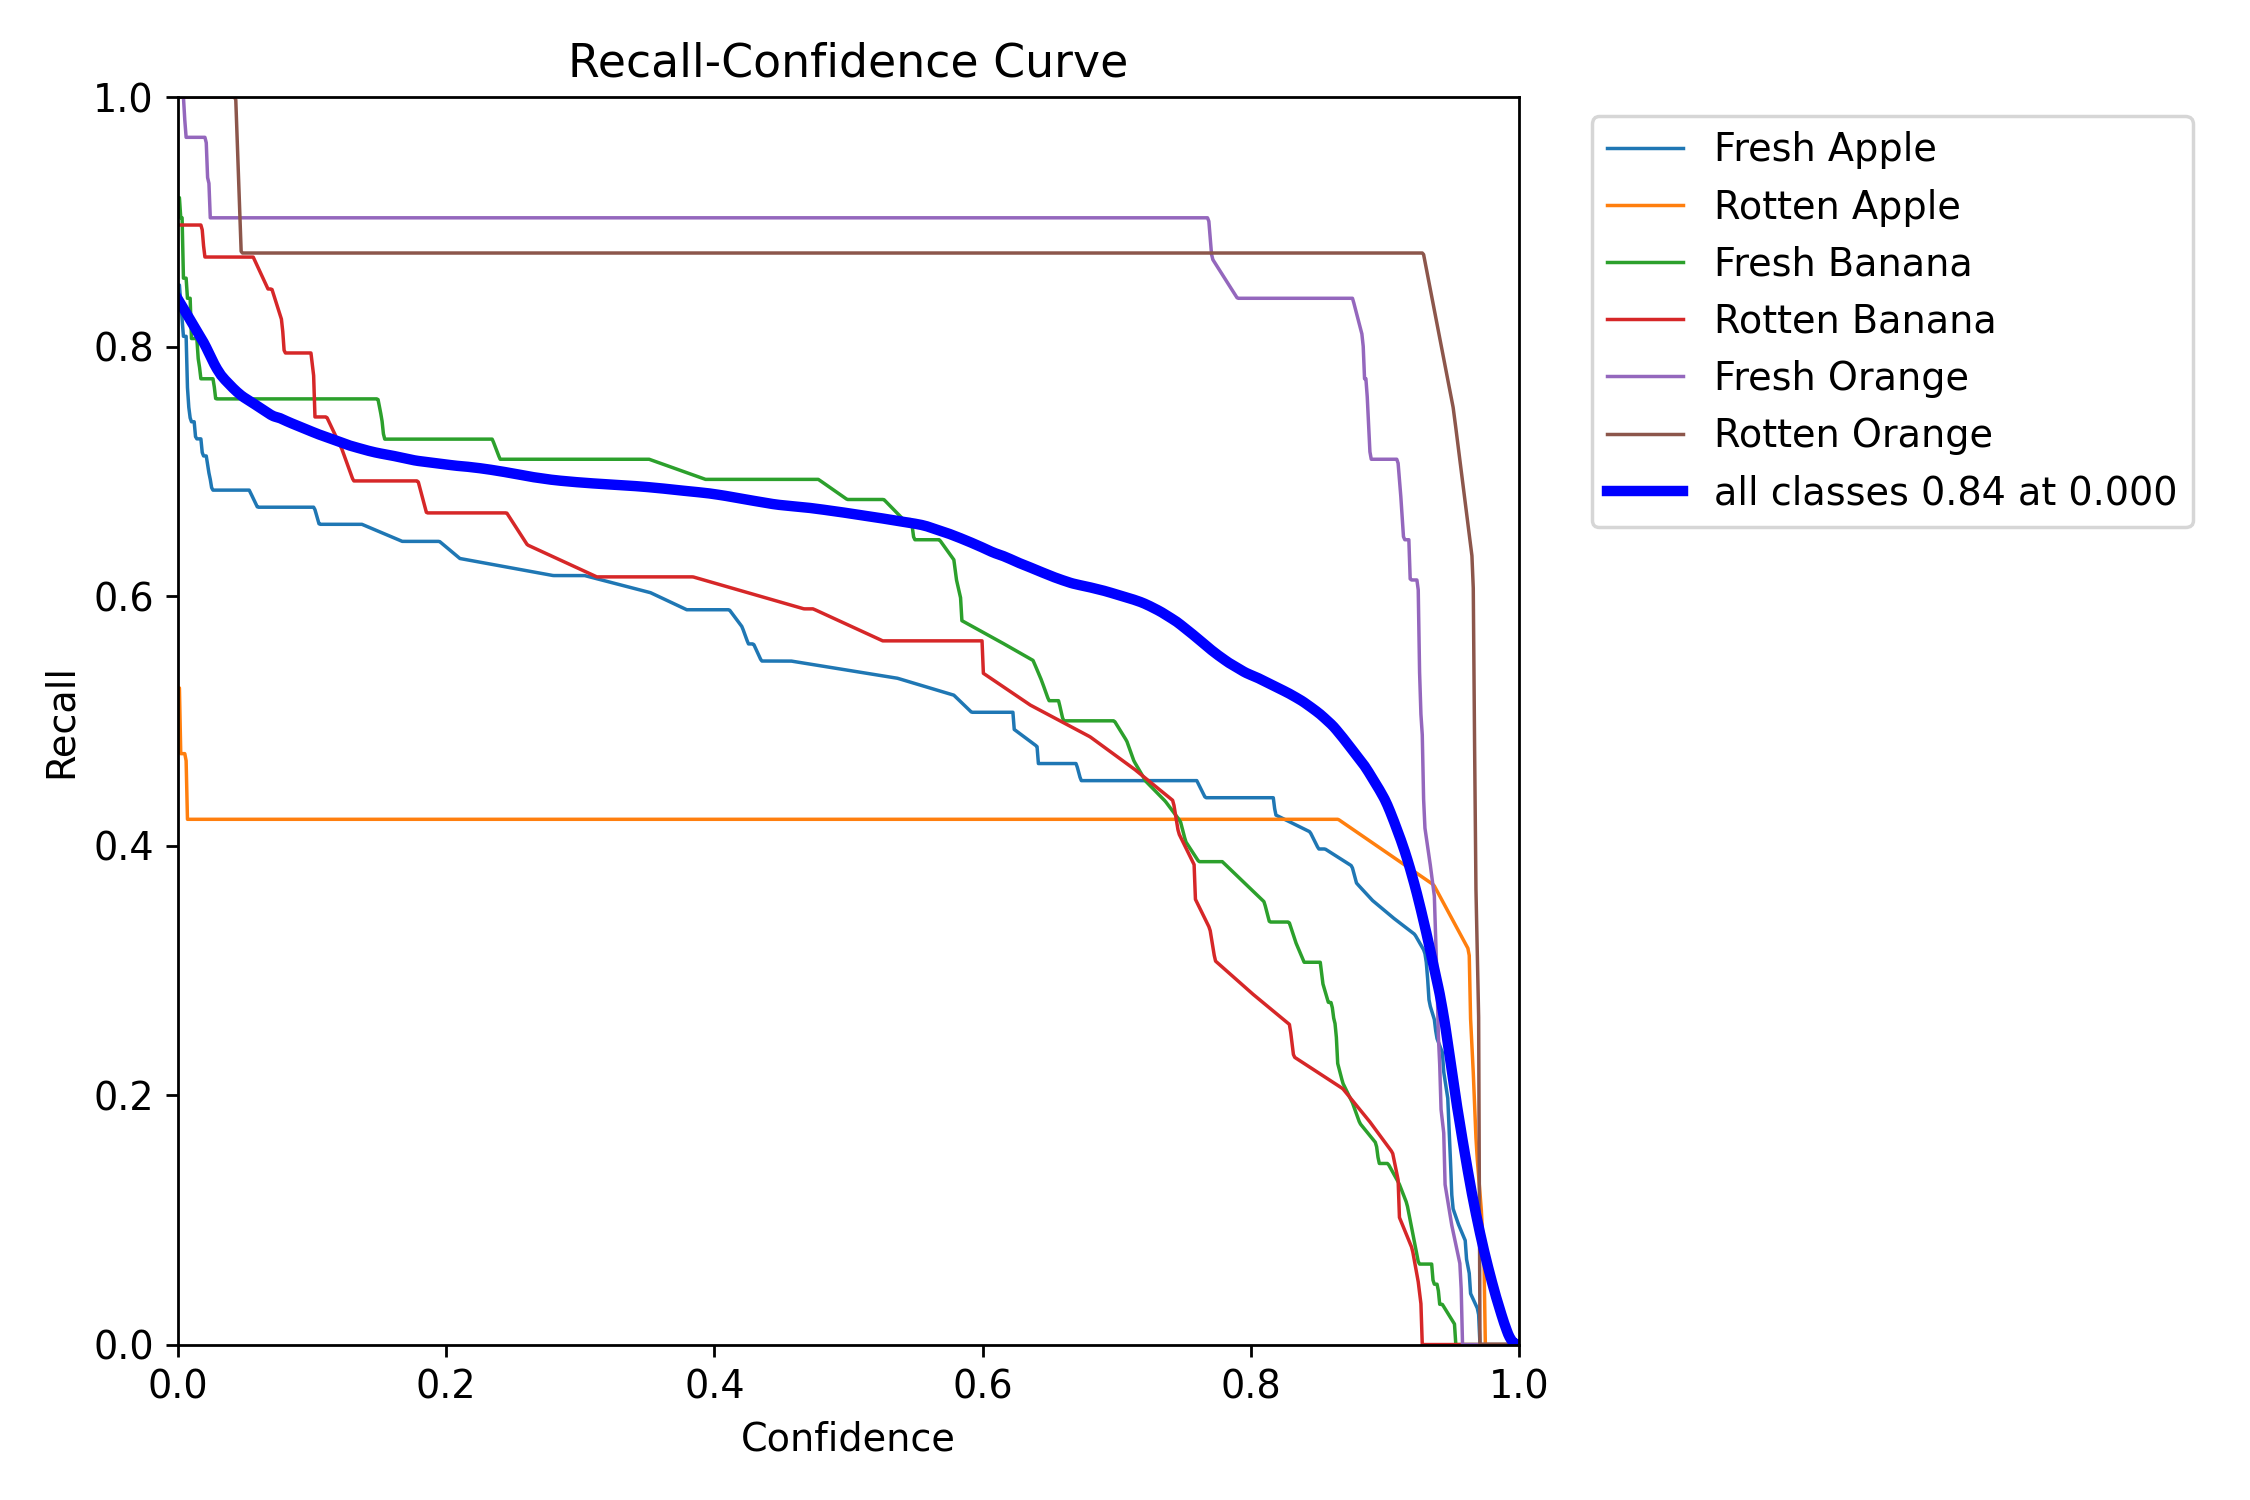 Recall-Confidence Curve
1.0
0.8
0.6
0.4
0.2
0.0
Recall
0.0 0.2 0.4 0.6 0.8 1.0
Confidence
Fresh Apple
Rotten Apple
Fresh Banana
Rotten Banana
Fresh Orange
Rotten Orange
all classes 0.84 at 0.000